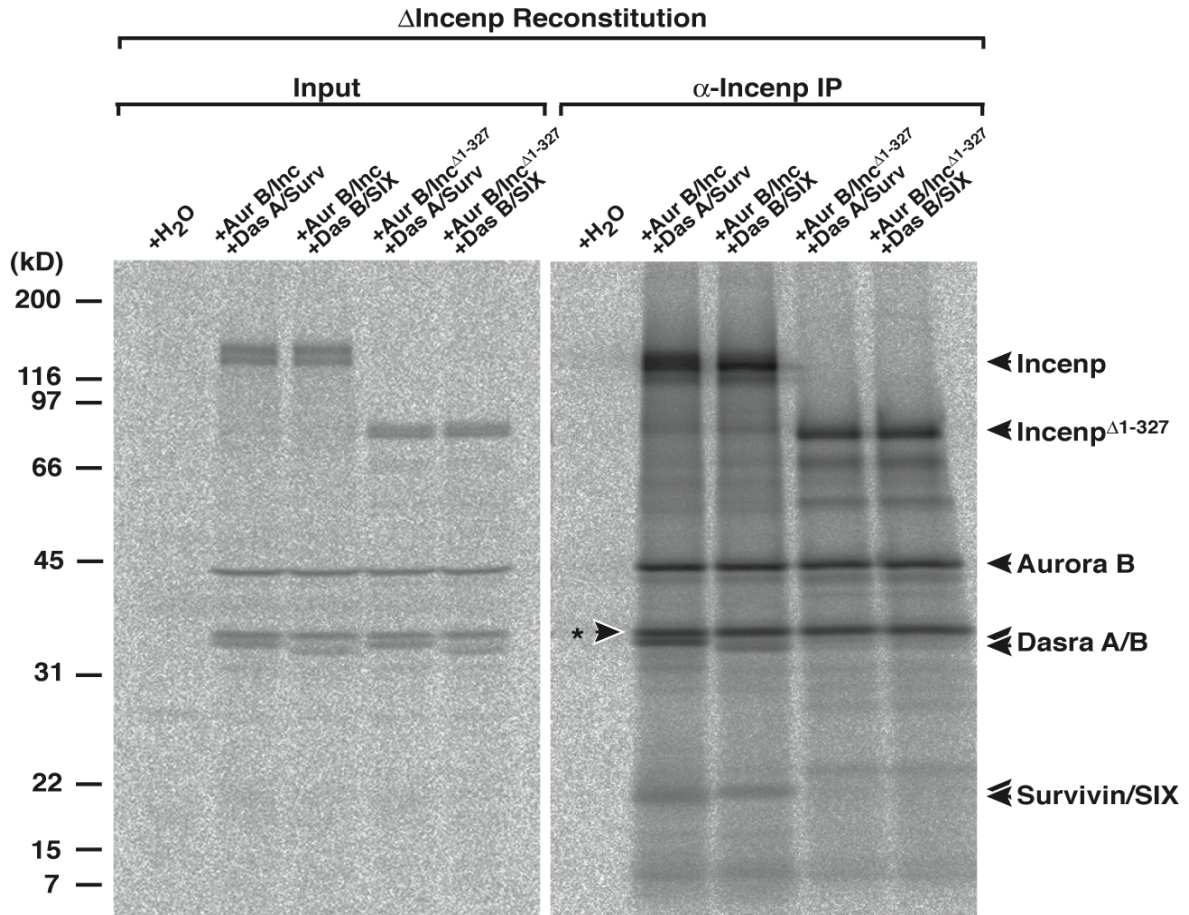 ΔIncenp Reconstitution
Input
α-Incenp IP
+H2O
+Aur B/Inc
+Das A/Surv
+Aur B/Inc
+Das B/SIX
+Aur B/IncΔ1-327
+Das A/Surv
+Aur B/IncΔ1-327
+Das B/SIX
+H2O
+Aur B/Inc
+Das A/Surv
+Aur B/Inc
+Das B/SIX
+Aur B/IncΔ1-327
+Das A/Surv
+Aur B/IncΔ1-327
+Das B/SIX
(kD)
200
116
97
66
45
31
22
15
7
*
Incenp
IncenpΔ1-327
Aurora B
Dasra A/B
Survivin/SIX